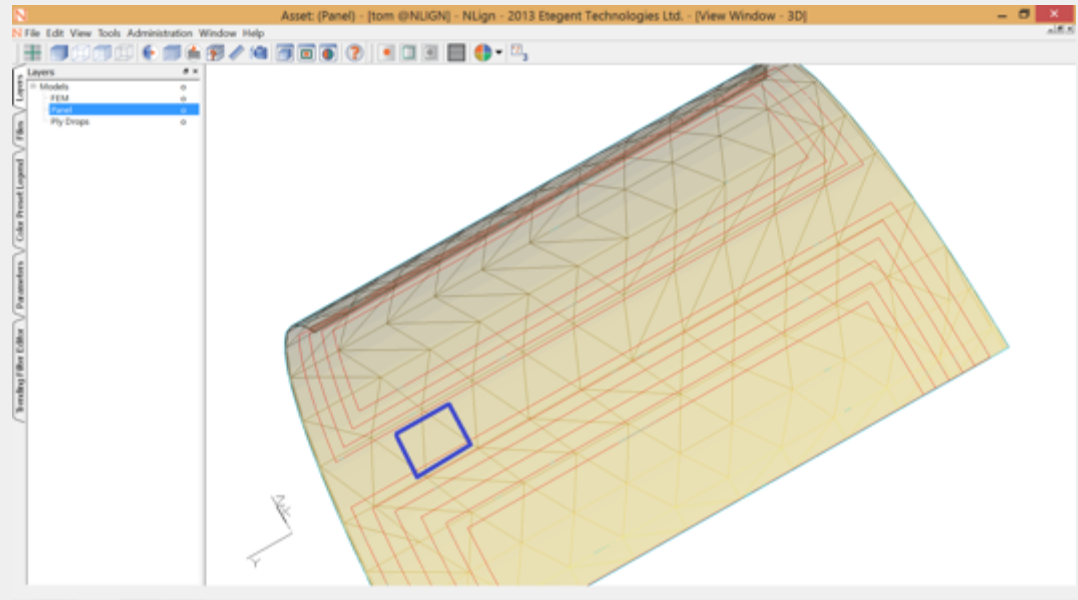 Asset: (Panel) - [tom @NLIGN] - NLign - 2013 Etegent Technologies Ltd. - [View Window - 3D]
File Edit View Tools Administration Window Help
Layers
Models
FEM
Panel
Ply Drops
Layers
Files
Color Preset Legend
Parameters
Trending Filter Editor
Y